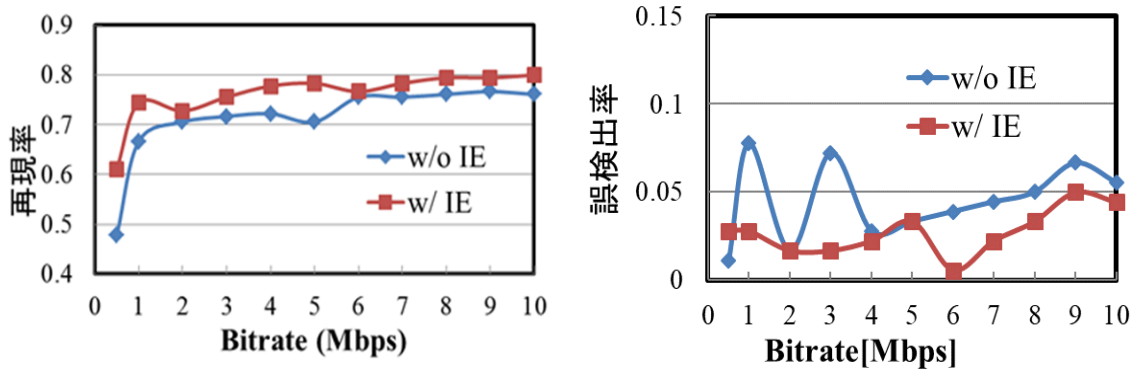 再現率
0.9
0.8
0.7
0.6
0.5
0.4
w/o IE
w/ IE
0 1 2 3 4 5 6 7 8 9 10
Bitrate (Mbps)
誤検出率
0.15
0.1
0.05
0
w/o IE
w/ IE
0 1 2 3 4 5 6 7 8 9 10
Bitrate[Mbps]